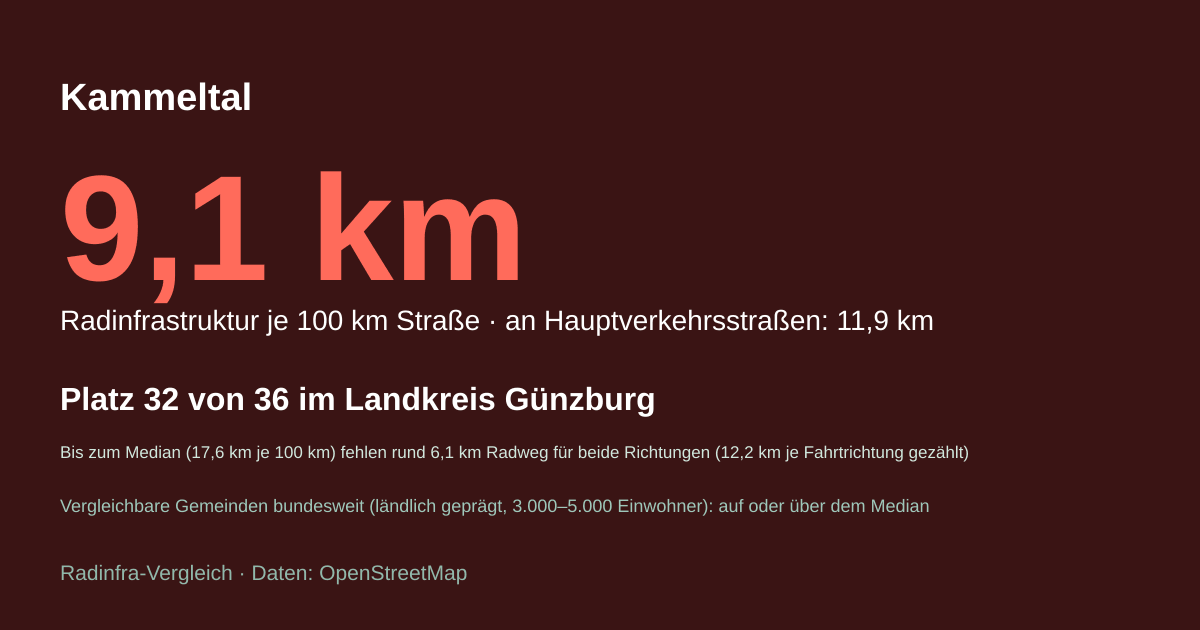 Kammeltal
9,1 km
Radinfrastruktur je 100 km Straße · an Hauptverkehrsstraßen: 11,9 km
Platz 32 von 36 im Landkreis Günzburg
Bis zum Median (17,6 km je 100 km) fehlen rund 6,1 km Radweg für beide Richtungen (12,2 km je Fahrtrichtung gezählt)
Vergleichbare Gemeinden bundesweit (ländlich geprägt, 3.000–5.000 Einwohner): auf oder über dem Median
Radinfra-Vergleich · Daten: OpenStreetMap